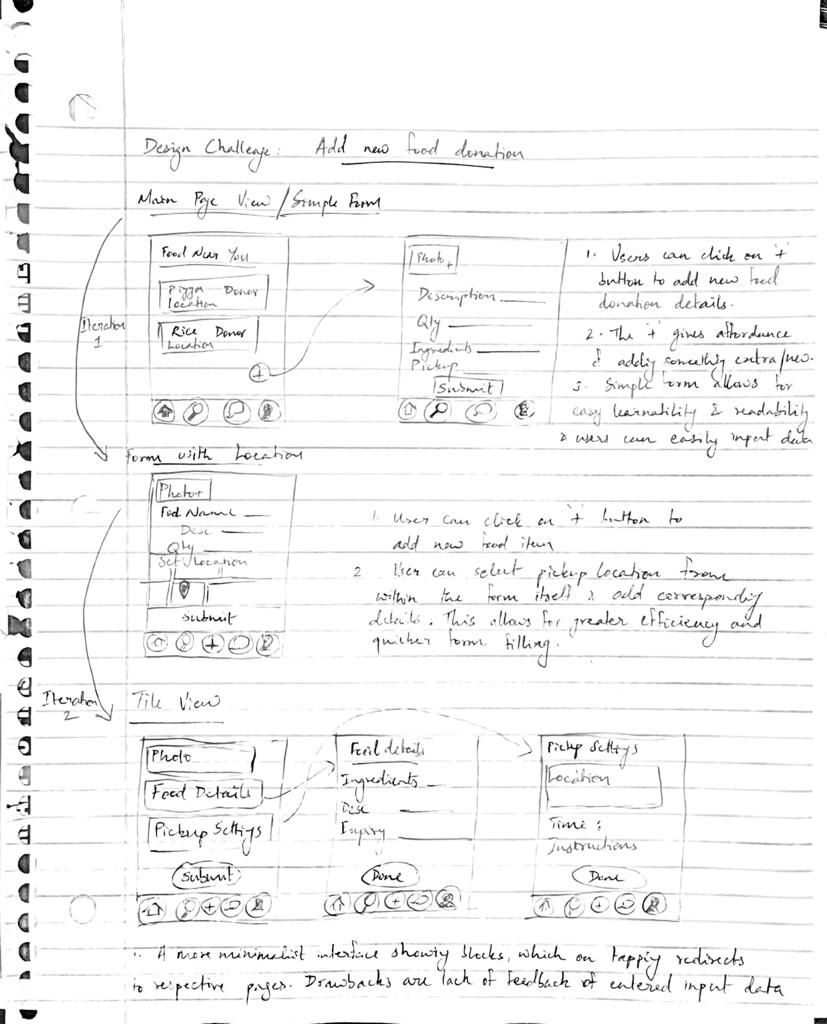 Design Challenge: Add new food donation
Main Page View / Simple Form
Iteration
1
Food Near You
Pizza Donor
Location
Rice Donor
Location
+
Photo +
Description
Qty
Ingredients
Pickup
Submit
1. Users can click on '+'
button to add new food
donation details.
2. The '+' gives affordance
of adding something extra/new.
3. Simple form allows for
easy learnability & readability
& users can easily input data
Form with Location
Photo+
Food Name
Desc
Qty
Set Location
Submit
1. User can click on '+' button to
add new food item
2. User can select pickup location from
within the form itself & add corresponding
details. This allows for greater efficiency and
quicker form filling.
Iteration
2
Tile View
Photo
Food Details
Pickup Settings
Submit
Food details
Ingredients
Disc
Expiry
Done
Pickup Settings
Location
Time :
Instructions
Done
1. A more minimalist interface showing blocks, which on tapping redirects
to respective pages. Drawbacks are lack of feedback of entered input data